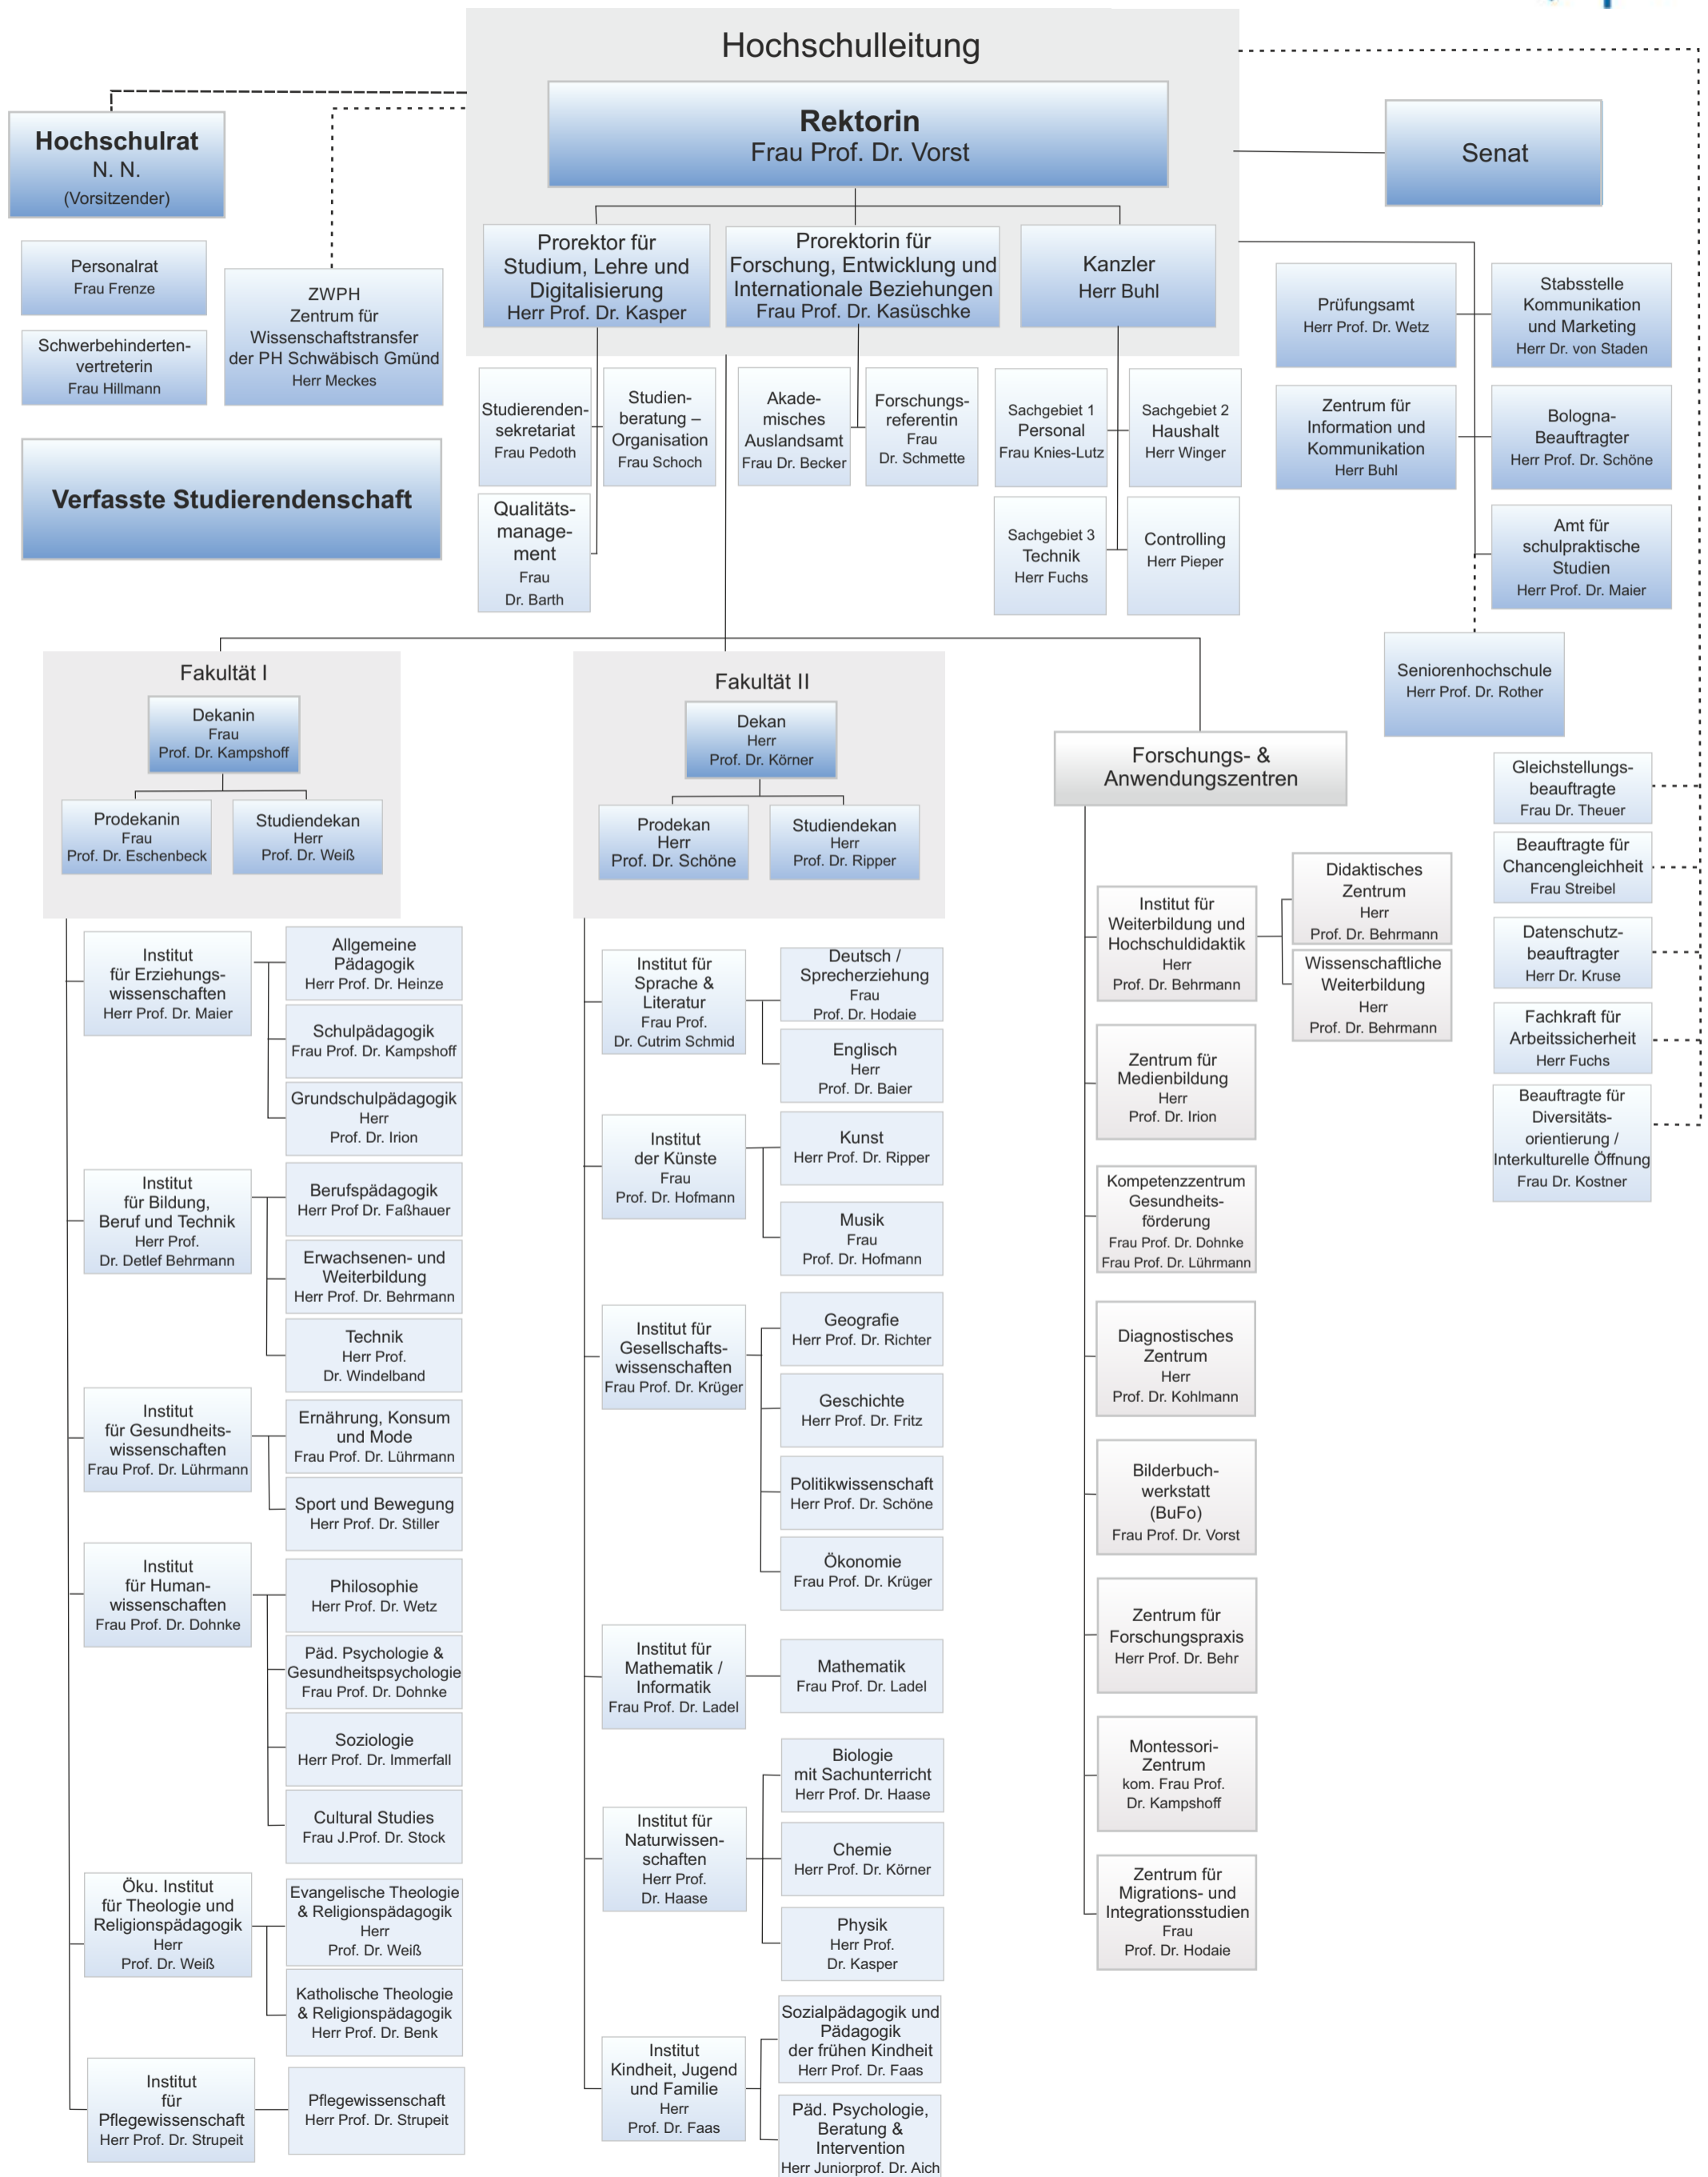 Hochschulleitung
Rektorin
Frau Prof. Dr. Vorst
Hochschulrat
N. N.
(Vorsitzender)
Senat
Personalrat
Frau Frenze
Schwerbehinderten-
vertreterin
Frau Hillmann
ZWPH
Zentrum für
Wissenschaftstransfer
der PH Schwäbisch Gmünd
Herr Meckes
Verfasste Studierendenschaft
Prorektor für
Studium, Lehre und
Digitalisierung
Herr Prof. Dr. Kasper
Prorektorin für
Forschung, Entwicklung und
Internationale Beziehungen
Frau Prof. Dr. Kasüschke
Kanzler
Herr Buhl
Studierenden-
sekretariat
Frau Pedoth
Studien-
beratung –
Organisation
Frau Schoch
Qualitäts-
manage-
ment
Frau
Dr. Barth
Akade-
misches
Auslandsamt
Frau Dr. Becker
Forschungs-
referentin
Frau
Dr. Schmette
Sachgebiet 1
Personal
Frau Knies-Lutz
Sachgebiet 2
Haushalt
Herr Winger
Sachgebiet 3
Technik
Herr Fuchs
Controlling
Herr Pieper
Prüfungsamt
Herr Prof. Dr. Wetz
Stabsstelle
Kommunikation
und Marketing
Herr Dr. von Staden
Zentrum für
Information und
Kommunikation
Herr Buhl
Bologna-
Beauftragter
Herr Prof. Dr. Schöne
Amt für
schulpraktische
Studien
Herr Prof. Dr. Maier
Seniorenhochschule
Herr Prof. Dr. Rother
Gleichstellungs-
beauftragte
Frau Dr. Theuer
Beauftragte für
Chancengleichheit
Frau Streibel
Datenschutz-
beauftragter
Herr Dr. Kruse
Fachkraft für
Arbeitssicherheit
Herr Fuchs
Beauftragte für
Diversitäts-
orientierung /
Interkulturelle Öffnung
Frau Dr. Kostner
Fakultät I
Dekanin
Frau
Prof. Dr. Kampshoff
Prodekanin
Frau
Prof. Dr. Eschenbeck
Studiendekan
Herr
Prof. Dr. Weiß
Institut
für Erziehungs-
wissenschaften
Herr Prof. Dr. Maier
Allgemeine
Pädagogik
Herr Prof. Dr. Heinze
Schulpädagogik
Frau Prof. Dr. Kampshoff
Grundschulpädagogik
Herr
Prof. Dr. Irion
Institut
für Bildung,
Beruf und Technik
Herr Prof.
Dr. Detlef Behrmann
Berufspädagogik
Herr Prof Dr. Faßhauer
Erwachsenen- und
Weiterbildung
Herr Prof. Dr. Behrmann
Technik
Herr Prof.
Dr. Windelband
Institut
für Gesundheits-
wissenschaften
Frau Prof. Dr. Lührmann
Ernährung, Konsum
und Mode
Frau Prof. Dr. Lührmann
Sport und Bewegung
Herr Prof. Dr. Stiller
Institut
für Human-
wissenschaften
Frau Prof. Dr. Dohnke
Philosophie
Herr Prof. Dr. Wetz
Päd. Psychologie &
Gesundheitspsychologie
Frau Prof. Dr. Dohnke
Soziologie
Herr Prof. Dr. Immerfall
Cultural Studies
Frau J.Prof. Dr. Stock
Öku. Institut
für Theologie und
Religionspädagogik
Herr
Prof. Dr. Weiß
Evangelische Theologie
& Religionspädagogik
Herr
Prof. Dr. Weiß
Katholische Theologie
& Religionspädagogik
Herr Prof. Dr. Benk
Institut
für
Pflegewissenschaft
Herr Prof. Dr. Strupeit
Pflegewissenschaft
Herr Prof. Dr. Strupeit
Fakultät II
Dekan
Herr
Prof. Dr. Körner
Prodekan
Herr
Prof. Dr. Schöne
Studiendekan
Herr
Prof. Dr. Ripper
Institut für
Sprache &
Literatur
Frau Prof.
Dr. Cutrim Schmid
Deutsch /
Sprecherziehung
Frau
Prof. Dr. Hodaie
Englisch
Herr
Prof. Dr. Baier
Institut
der Künste
Frau
Prof. Dr. Hofmann
Kunst
Herr Prof. Dr. Ripper
Musik
Frau
Prof. Dr. Hofmann
Institut für
Gesellschafts-
wissenschaften
Frau Prof. Dr. Krüger
Geografie
Herr Prof. Dr. Richter
Geschichte
Herr Prof. Dr. Fritz
Politikwissenschaft
Herr Prof. Dr. Schöne
Ökonomie
Frau Prof. Dr. Krüger
Institut für
Mathematik /
Informatik
Frau Prof. Dr. Ladel
Mathematik
Frau Prof. Dr. Ladel
Institut für
Naturwissen-
schaften
Herr Prof.
Dr. Haase
Biologie
mit Sachunterricht
Herr Prof. Dr. Haase
Chemie
Herr Prof. Dr. Körner
Physik
Herr Prof.
Dr. Kasper
Institut
Kindheit, Jugend
und Familie
Herr
Prof. Dr. Faas
Sozialpädagogik und
Pädagogik
der frühen Kindheit
Herr Prof. Dr. Faas
Päd. Psychologie,
Beratung &
Intervention
Herr Juniorprof. Dr. Aich
Forschungs- &
Anwendungszentren
Institut für
Weiterbildung und
Hochschuldidaktik
Herr
Prof. Dr. Behrmann
Didaktisches
Zentrum
Herr
Prof. Dr. Behrmann
Wissenschaftliche
Weiterbildung
Herr
Prof. Dr. Behrmann
Zentrum für
Medienbildung
Herr
Prof. Dr. Irion
Kompetenzzentrum
Gesundheits-
förderung
Frau Prof. Dr. Dohnke
Frau Prof. Dr. Lührmann
Diagnostisches
Zentrum
Herr
Prof. Dr. Kohlmann
Bilderbuch-
werkstatt
(BuFo)
Frau Prof. Dr. Vorst
Zentrum für
Forschungspraxis
Herr Prof. Dr. Behr
Montessori-
Zentrum
kom. Frau Prof.
Dr. Kampshoff
Zentrum für
Migrations- und
Integrationsstudien
Frau
Prof. Dr. Hodaie